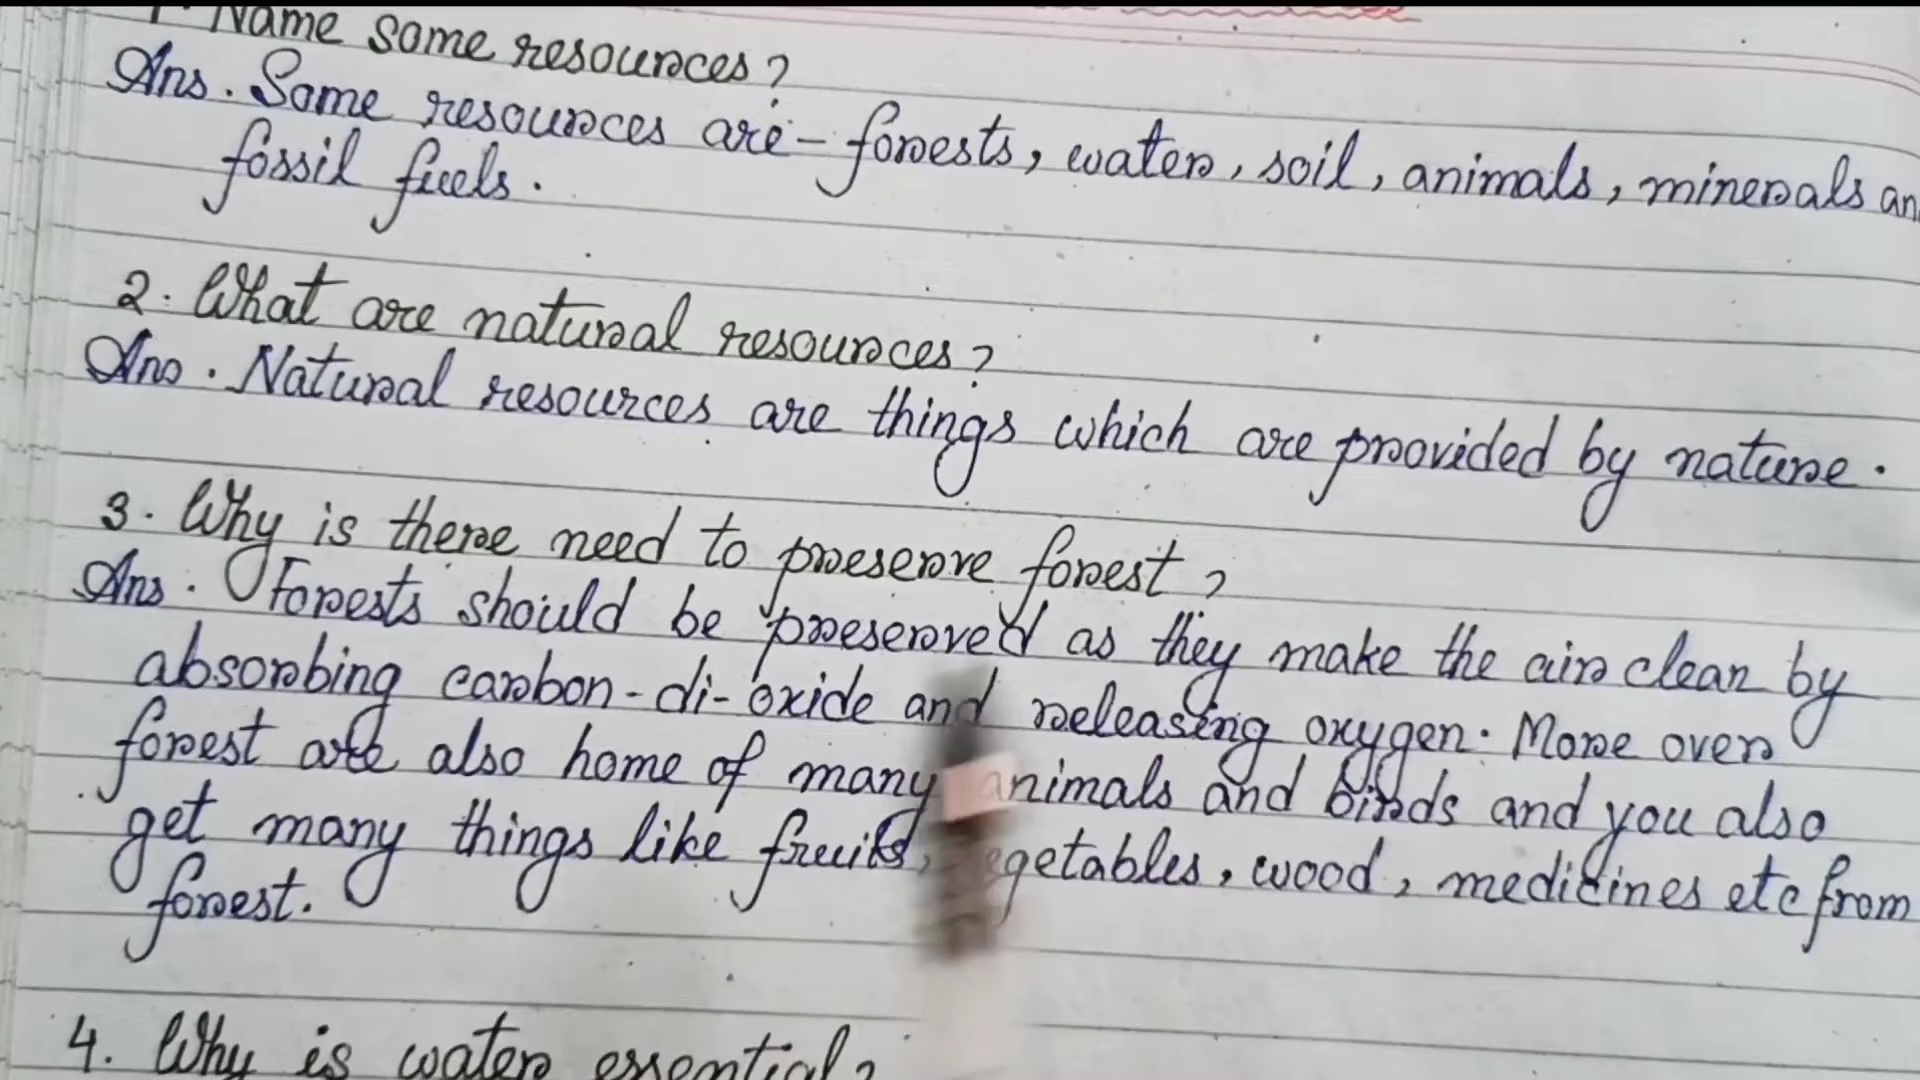 1. Name some resources?
Ans. Some resources are - forests, water, soil, animals, minerals an
fossil fuels.
2. What are natural resources?
Ans. Natural resources are things which are provided by nature.
3. Why is there need to preserve forest?
Ans. Forests should be preserved as they make the air clean by
absorbing carbon-di-oxide and releasing oxygen. More over
forest are also home of many animals and birds and you also
get many things like fruits, vegetables, wood, medicines etc from
forest.
4. Why is water essential?